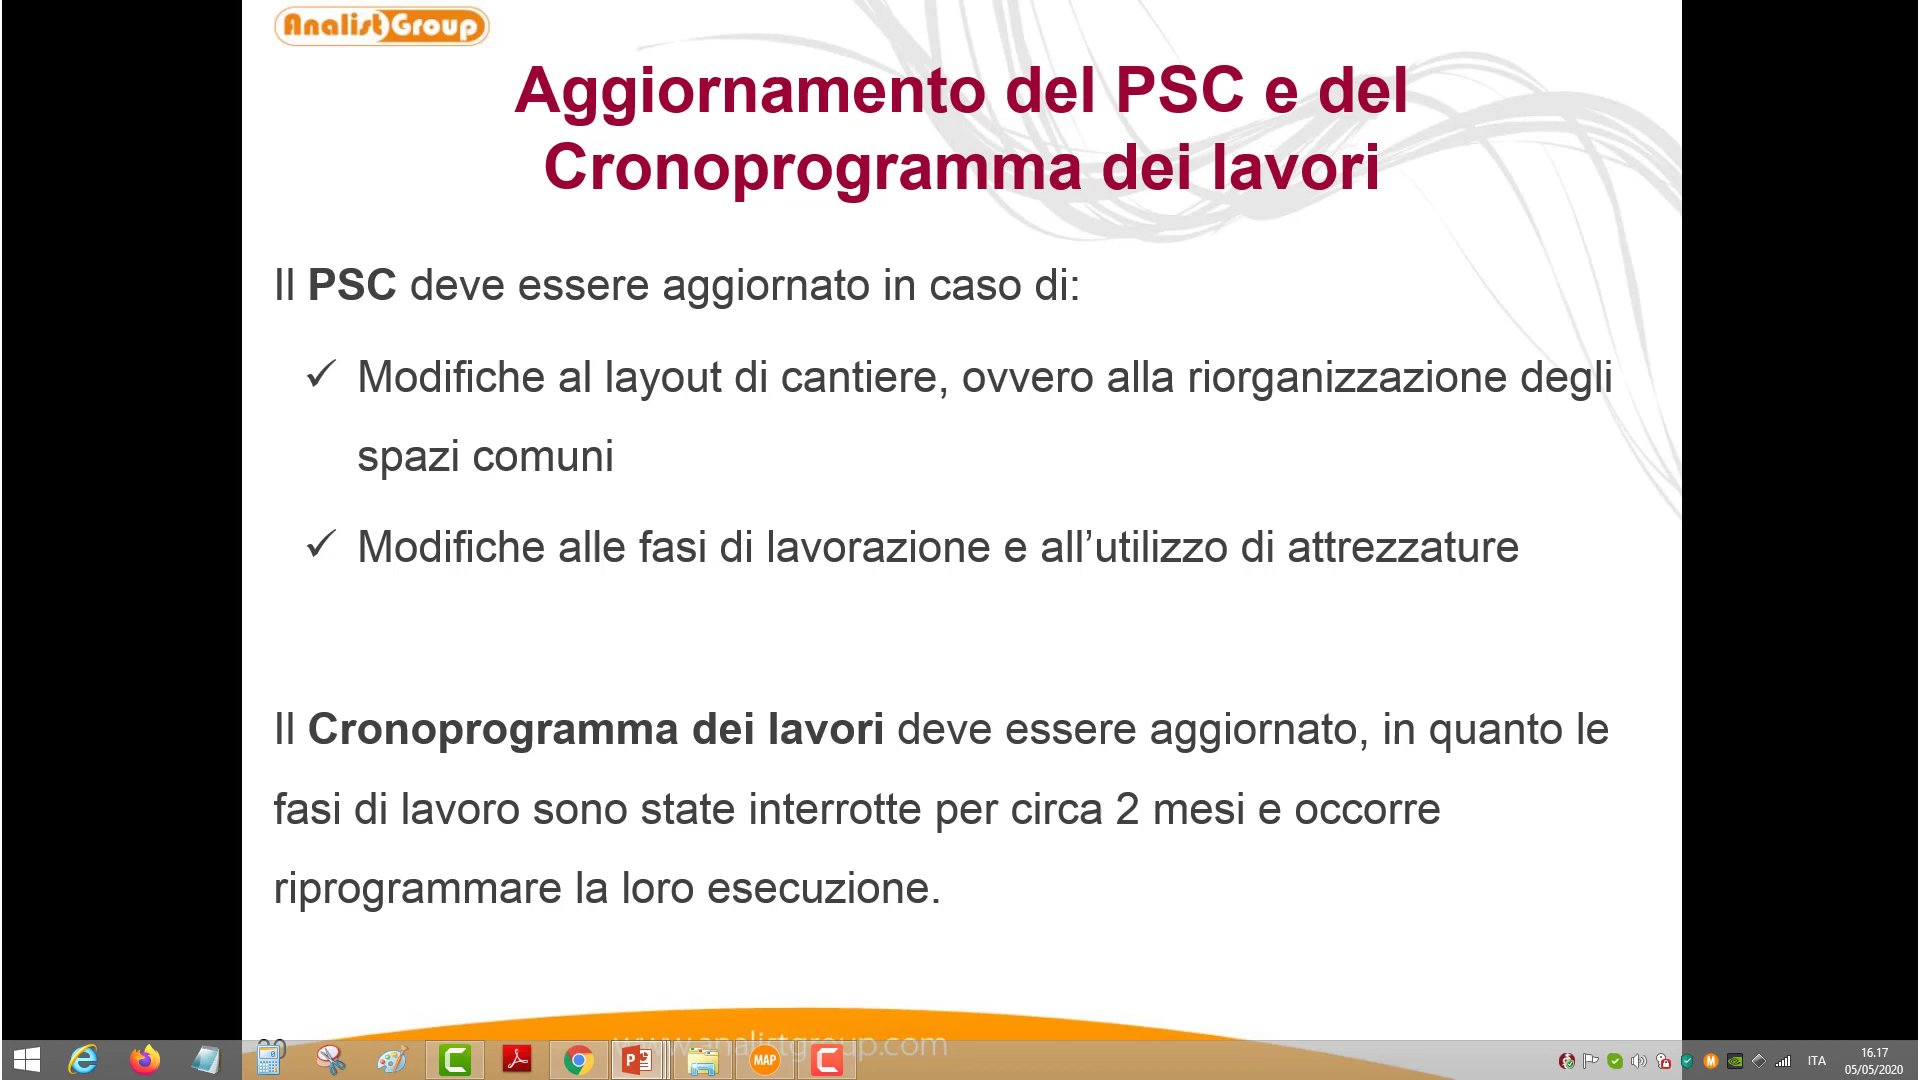 Analist Group
Aggiornamento del PSC e del
Cronoprogramma dei lavori
Il PSC deve essere aggiornato in caso di:
✓ Modifiche al layout di cantiere, ovvero alla riorganizzazione degli
spazi comuni
✓ Modifiche alle fasi di lavorazione e all’utilizzo di attrezzature
Il Cronoprogramma dei lavori deve essere aggiornato, in quanto le
fasi di lavoro sono state interrotte per circa 2 mesi e occorre
riprogrammare la loro esecuzione.
www.analistgroup.com
MAP
ITA
16.17
05/05/2020